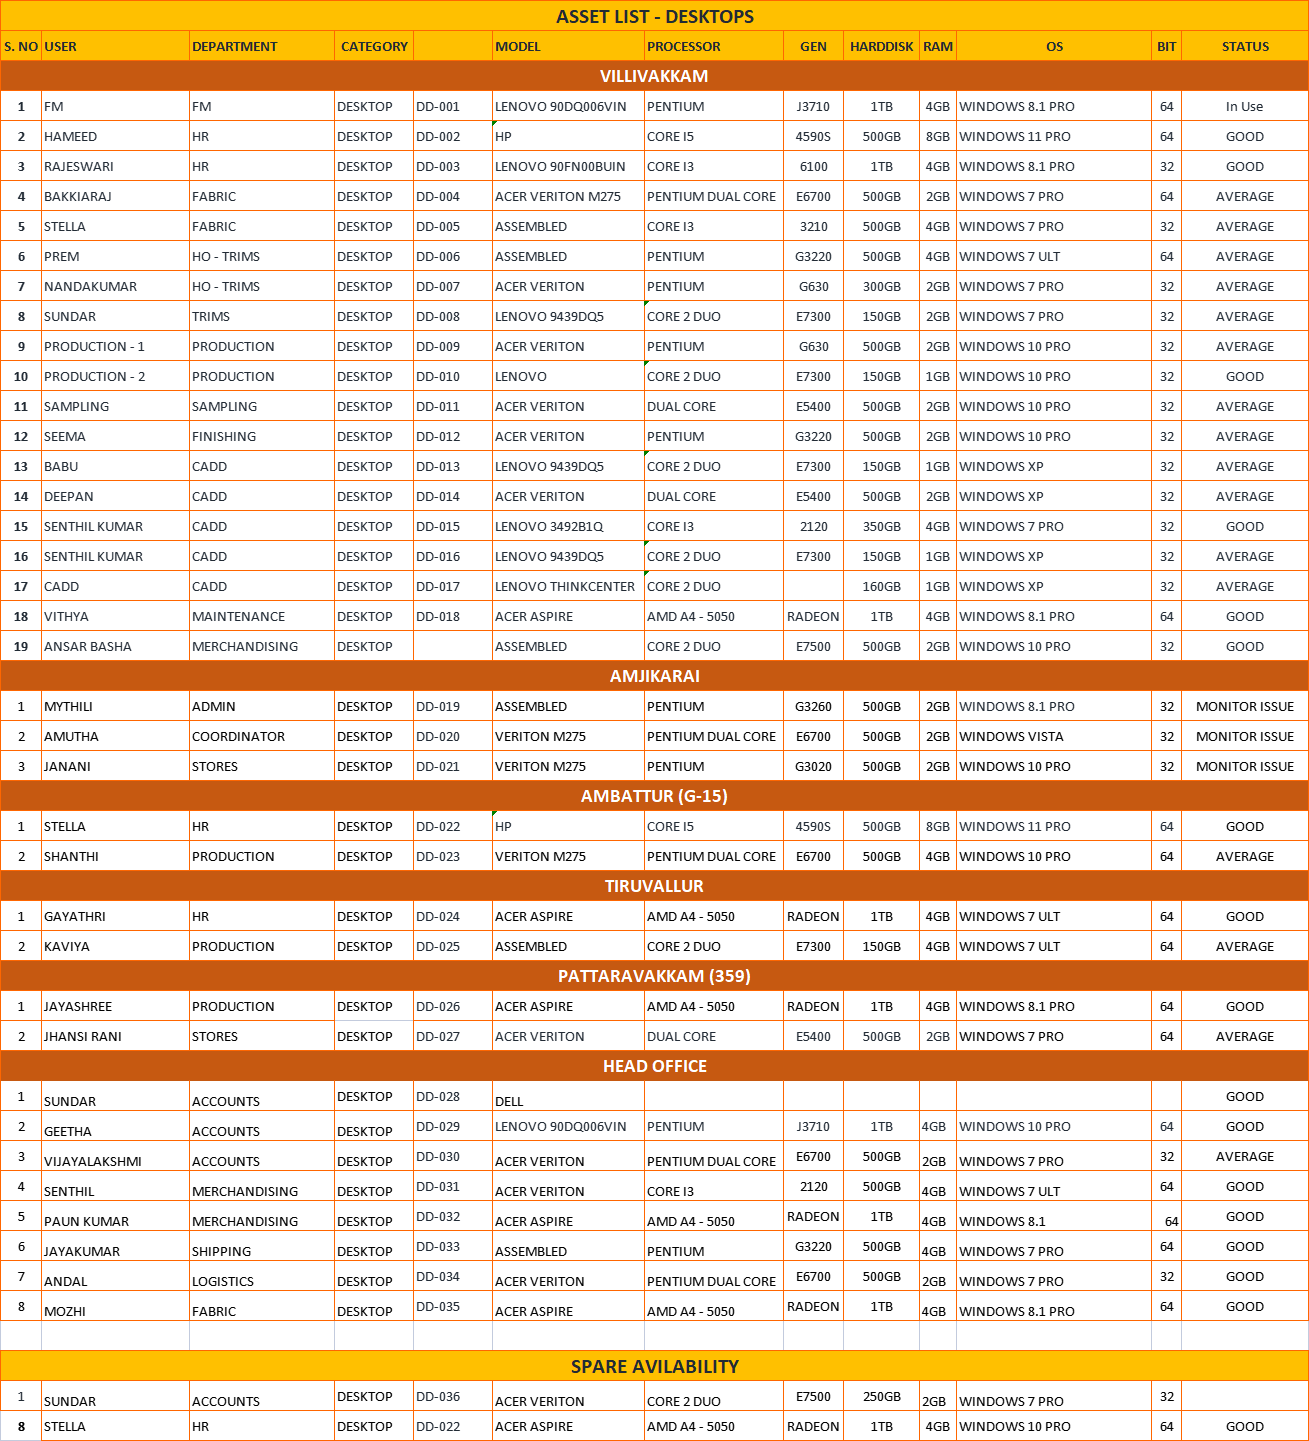 ASSET LIST - DESKTOPS
S. NO USER DEPARTMENT CATEGORY MODEL PROCESSOR GEN HARDDISK RAM OS BIT STATUS
VILLIVAKKAM
1 FM FM DESKTOP DD-001 LENOVO 90DQ006VIN PENTIUM J3710 1TB 4GB WINDOWS 8.1 PRO 64 In Use
2 HAMEED HR DESKTOP DD-002 HP CORE I5 4590S 500GB 8GB WINDOWS 11 PRO 64 GOOD
3 RAJESWARI HR DESKTOP DD-003 LENOVO 90FN00BUIN CORE I3 6100 1TB 4GB WINDOWS 8.1 PRO 32 GOOD
4 BAKKIARAJ FABRIC DESKTOP DD-004 ACER VERITON M275 PENTIUM DUAL CORE E6700 500GB 2GB WINDOWS 7 PRO 64 AVERAGE
5 STELLA FABRIC DESKTOP DD-005 ASSEMBLED CORE I3 3210 500GB 4GB WINDOWS 7 PRO 32 AVERAGE
6 PREM HO - TRIMS DESKTOP DD-006 ASSEMBLED PENTIUM G3220 500GB 4GB WINDOWS 7 ULT 64 AVERAGE
7 NANDAKUMAR HO - TRIMS DESKTOP DD-007 ACER VERITON PENTIUM G630 300GB 2GB WINDOWS 7 PRO 32 AVERAGE
8 SUNDAR TRIMS DESKTOP DD-008 LENOVO 9439DQ5 CORE 2 DUO E7300 150GB 2GB WINDOWS 7 PRO 32 AVERAGE
9 PRODUCTION - 1 PRODUCTION DESKTOP DD-009 ACER VERITON PENTIUM G630 500GB 2GB WINDOWS 10 PRO 32 AVERAGE
10 PRODUCTION - 2 PRODUCTION DESKTOP DD-010 LENOVO CORE 2 DUO E7300 150GB 1GB WINDOWS 10 PRO 32 GOOD
11 SAMPLING SAMPLING DESKTOP DD-011 ACER VERITON DUAL CORE E5400 500GB 2GB WINDOWS 10 PRO 32 AVERAGE
12 SEEMA FINISHING DESKTOP DD-012 ACER VERITON PENTIUM G3220 500GB 2GB WINDOWS 10 PRO 32 AVERAGE
13 BABU CADD DESKTOP DD-013 LENOVO 9439DQ5 CORE 2 DUO E7300 150GB 1GB WINDOWS XP 32 AVERAGE
14 DEEPAN CADD DESKTOP DD-014 ACER VERITON DUAL CORE E5400 500GB 2GB WINDOWS XP 32 AVERAGE
15 SENTHIL KUMAR CADD DESKTOP DD-015 LENOVO 3492B1Q CORE I3 2120 350GB 4GB WINDOWS 7 PRO 32 GOOD
16 SENTHIL KUMAR CADD DESKTOP DD-016 LENOVO 9439DQ5 CORE 2 DUO E7300 150GB 1GB WINDOWS XP 32 AVERAGE
17 CADD CADD DESKTOP DD-017 LENOVO THINKCENTER CORE 2 DUO 160GB 1GB WINDOWS XP 32 AVERAGE
18 VITHYA MAINTENANCE DESKTOP DD-018 ACER ASPIRE AMD A4 - 5050 RADEON 1TB 4GB WINDOWS 8.1 PRO 64 GOOD
19 ANSAR BASHA MERCHANDISING DESKTOP ASSEMBLED CORE 2 DUO E7500 500GB 2GB WINDOWS 10 PRO 32 GOOD
AMJIKARAI
1 MYTHILI ADMIN DESKTOP DD-019 ASSEMBLED PENTIUM G3260 500GB 2GB WINDOWS 8.1 PRO 32 MONITOR ISSUE
2 AMUTHA COORDINATOR DESKTOP DD-020 VERITON M275 PENTIUM DUAL CORE E6700 500GB 2GB WINDOWS VISTA 32 MONITOR ISSUE
3 JANANI STORES DESKTOP DD-021 VERITON M275 PENTIUM G3020 500GB 2GB WINDOWS 10 PRO 32 MONITOR ISSUE
AMBATTUR (G-15)
1 STELLA HR DESKTOP DD-022 HP CORE I5 4590S 500GB 8GB WINDOWS 11 PRO 64 GOOD
2 SHANTHI PRODUCTION DESKTOP DD-023 VERITON M275 PENTIUM DUAL CORE E6700 500GB 4GB WINDOWS 10 PRO 64 AVERAGE
TIRUVALLUR
1 GAYATHRI HR DESKTOP DD-024 ACER ASPIRE AMD A4 - 5050 RADEON 1TB 4GB WINDOWS 7 ULT 64 GOOD
2 KAVIYA PRODUCTION DESKTOP DD-025 ASSEMBLED CORE 2 DUO E7300 150GB 4GB WINDOWS 7 ULT 64 AVERAGE
PATTARAVAKKAM (359)
1 JAYASHREE PRODUCTION DESKTOP DD-026 ACER ASPIRE AMD A4 - 5050 RADEON 1TB 4GB WINDOWS 8.1 PRO 64 GOOD
2 JHANSI RANI STORES DESKTOP DD-027 ACER VERITON DUAL CORE E5400 500GB 2GB WINDOWS 7 PRO 64 AVERAGE
HEAD OFFICE
1 SUNDAR ACCOUNTS DESKTOP DD-028 DELL GOOD
2 GEETHA ACCOUNTS DESKTOP DD-029 LENOVO 90DQ006VIN PENTIUM J3710 1TB 4GB WINDOWS 10 PRO 64 GOOD
3 VIJAYALAKSHMI ACCOUNTS DESKTOP DD-030 ACER VERITON PENTIUM DUAL CORE E6700 500GB 2GB WINDOWS 7 PRO 32 AVERAGE
4 SENTHIL MERCHANDISING DESKTOP DD-031 ACER VERITON CORE I3 2120 500GB 4GB WINDOWS 7 ULT 64 GOOD
5 PAUN KUMAR MERCHANDISING DESKTOP DD-032 ACER ASPIRE AMD A4 - 5050 RADEON 1TB 4GB WINDOWS 8.1 64 GOOD
6 JAYAKUMAR SHIPPING DESKTOP DD-033 ASSEMBLED PENTIUM G3220 500GB 4GB WINDOWS 7 PRO 64 GOOD
7 ANDAL LOGISTICS DESKTOP DD-034 ACER VERITON PENTIUM DUAL CORE E6700 500GB 2GB WINDOWS 7 PRO 32 GOOD
8 MOZHI FABRIC DESKTOP DD-035 ACER ASPIRE AMD A4 - 5050 RADEON 1TB 4GB WINDOWS 8.1 PRO 64 GOOD
SPARE AVILABILITY
1 SUNDAR ACCOUNTS DESKTOP DD-036 ACER VERITON CORE 2 DUO E7500 250GB 2GB WINDOWS 7 PRO 32
8 STELLA HR DESKTOP DD-022 ACER ASPIRE AMD A4 - 5050 RADEON 1TB 4GB WINDOWS 10 PRO 64 GOOD